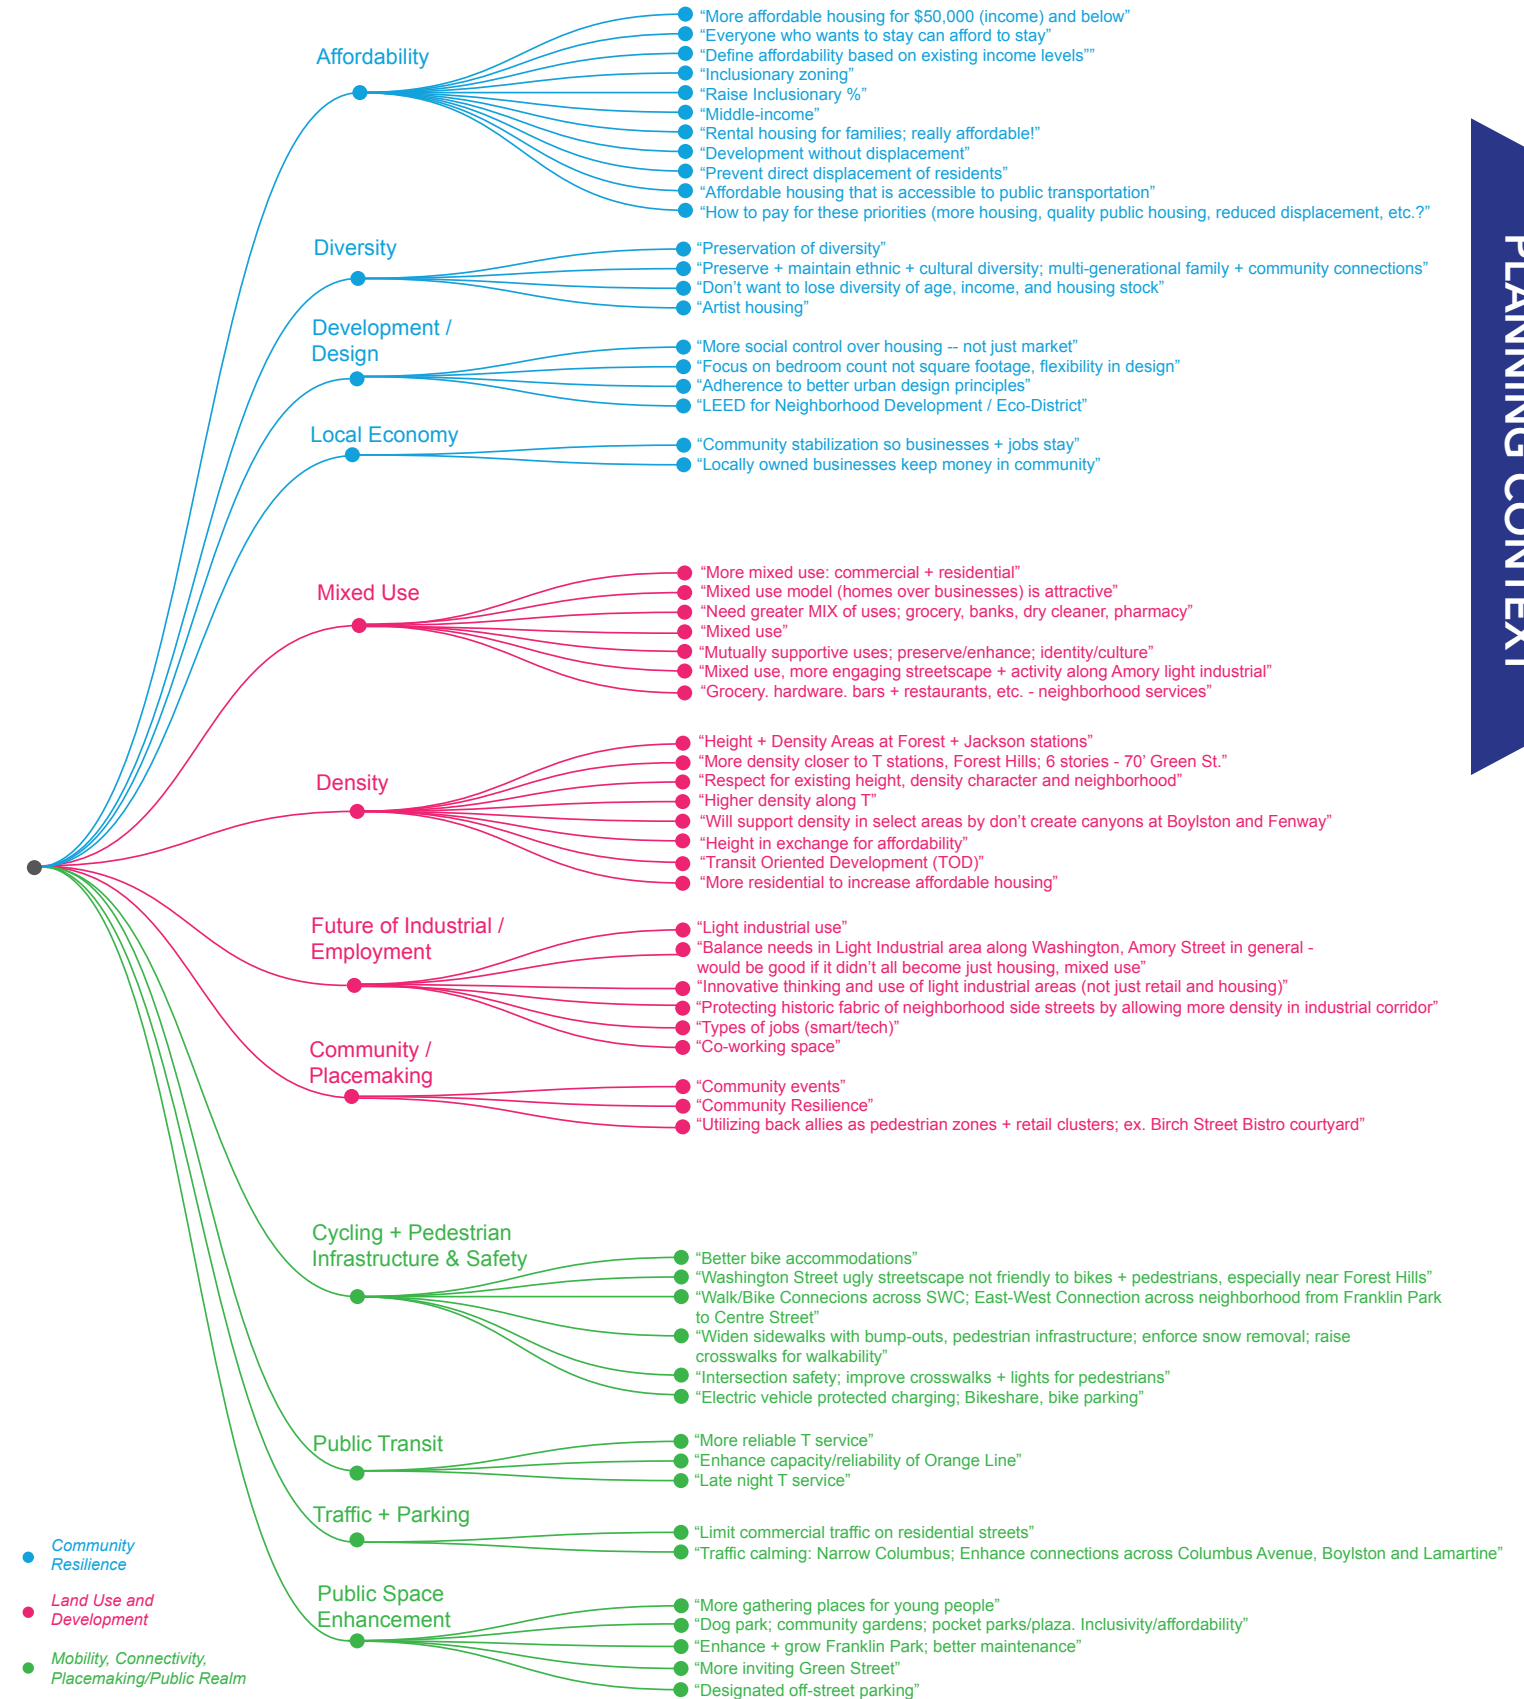 Affordability
“More affordable housing for $50,000 (income) and below”
“Everyone who wants to stay can afford to stay”
“Define affordability based on existing income levels””
“Inclusionary zoning”
“Raise Inclusionary %”
“Middle-income”
“Rental housing for families; really affordable!”
“Development without displacement”
“Prevent direct displacement of residents”
“Affordable housing that is accessible to public transportation”
“How to pay for these priorities (more housing, quality public housing, reduced displacement, etc.?”
Diversity
“Preservation of diversity”
“Preserve + maintain ethnic + cultural diversity; multi-generational family + community connections”
“Don’t want to lose diversity of age, income, and housing stock”
“Artist housing”
Development /
Design
“More social control over housing -- not just market”
“Focus on bedroom count not square footage, flexibility in design”
“Adherence to better urban design principles”
“LEED for Neighborhood Development / Eco-District”
Local Economy
“Community stabilization so businesses + jobs stay”
“Locally owned businesses keep money in community”
Mixed Use
“More mixed use: commercial + residential”
“Mixed use model (homes over businesses) is attractive”
“Need greater MIX of uses; grocery, banks, dry cleaner, pharmacy”
“Mixed use”
“Mutually supportive uses; preserve/enhance; identity/culture”
“Mixed use, more engaging streetscape + activity along Amory light industrial”
“Grocery. hardware. bars + restaurants, etc. - neighborhood services”
Density
“Height + Density Areas at Forest + Jackson stations”
“More density closer to T stations, Forest Hills; 6 stories - 70’ Green St.”
“Respect for existing height, density character and neighborhood”
“Higher density along T”
“Will support density in select areas by don’t create canyons at Boylston and Fenway”
“Height in exchange for affordability”
“Transit Oriented Development (TOD)”
“More residential to increase affordable housing”
Future of Industrial /
Employment
“Light industrial use”
“Balance needs in Light Industrial area along Washington, Amory Street in general -
would be good if it didn’t all become just housing, mixed use”
“Innovative thinking and use of light industrial areas (not just retail and housing)”
“Protecting historic fabric of neighborhood side streets by allowing more density in industrial corridor”
“Types of jobs (smart/tech)”
“Co-working space”
Community /
Placemaking
“Community events”
“Community Resilience”
“Utilizing back allies as pedestrian zones + retail clusters; ex. Birch Street Bistro courtyard”
Cycling + Pedestrian
Infrastructure & Safety
“Better bike accommodations”
“Washington Street ugly streetscape not friendly to bikes + pedestrians, especially near Forest Hills”
“Walk/Bike Connecions across SWC; East-West Connection across neighborhood from Franklin Park
to Centre Street”
“Widen sidewalks with bump-outs, pedestrian infrastructure; enforce snow removal; raise
crosswalks for walkability”
“Intersection safety; improve crosswalks + lights for pedestrians”
“Electric vehicle protected charging; Bikeshare, bike parking”
Public Transit
“More reliable T service”
“Enhance capacity/reliability of Orange Line”
“Late night T service”
Traffic + Parking
“Limit commercial traffic on residential streets”
“Traffic calming: Narrow Columbus; Enhance connections across Columbus Avenue, Boylston and Lamartine”
Public Space
Enhancement
“More gathering places for young people”
“Dog park; community gardens; pocket parks/plaza. Inclusivity/affordability”
“Enhance + grow Franklin Park; better maintenance”
“More inviting Green Street”
“Designated off-street parking”
Community
Resilience
Land Use and
Development
Mobility, Connectivity,
Placemaking/Public Realm
PLANNING CONTEXT